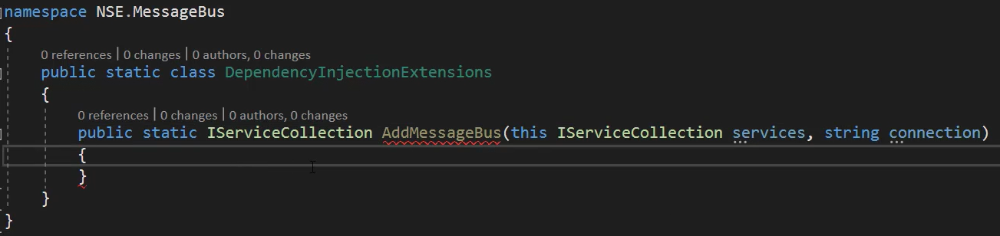 namespace NSE.MessageBus
{
0 references | 0 changes | 0 authors, 0 changes
public static class DependencyInjectionExtensions
{
0 references | 0 changes | 0 authors, 0 changes
public static IServiceCollection AddMessageBus(this IServiceCollection services, string connection)
{
}
}
}